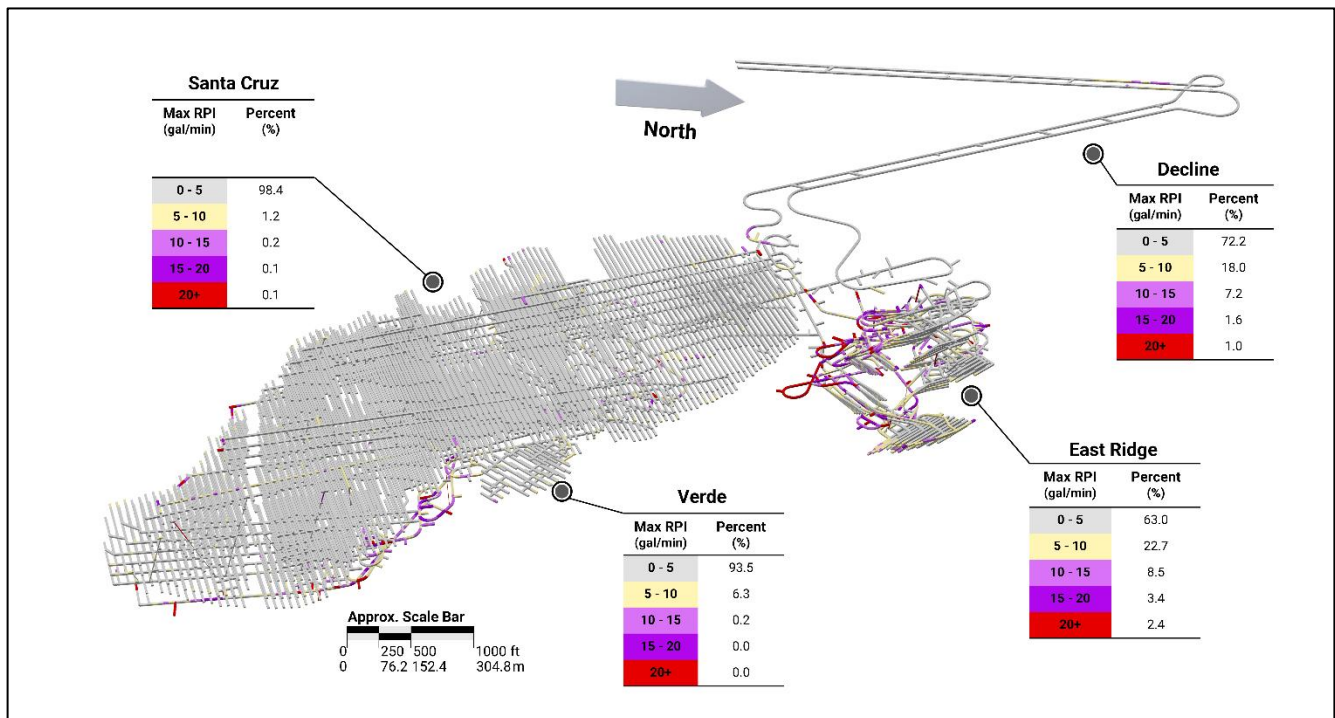 Santa Cruz
Max RPI Percent
(gal/min) (%)
0 - 5 98.4
5 - 10 1.2
10 - 15 0.2
15 - 20 0.1
20+ 0.1
North
Decline
Max RPI Percent
(gal/min) (%)
0 - 5 72.2
5 - 10 18.0
10 - 15 7.2
15 - 20 1.6
20+ 1.0
East Ridge
Max RPI Percent
(gal/min) (%)
0 - 5 63.0
5 - 10 22.7
10 - 15 8.5
15 - 20 3.4
20+ 2.4
Verde
Max RPI Percent
(gal/min) (%)
0 - 5 93.5
5 - 10 6.3
10 - 15 0.2
15 - 20 0.0
20+ 0.0
Approx. Scale Bar
0 250 500 1000 ft
0 76.2 152.4 304.8 m